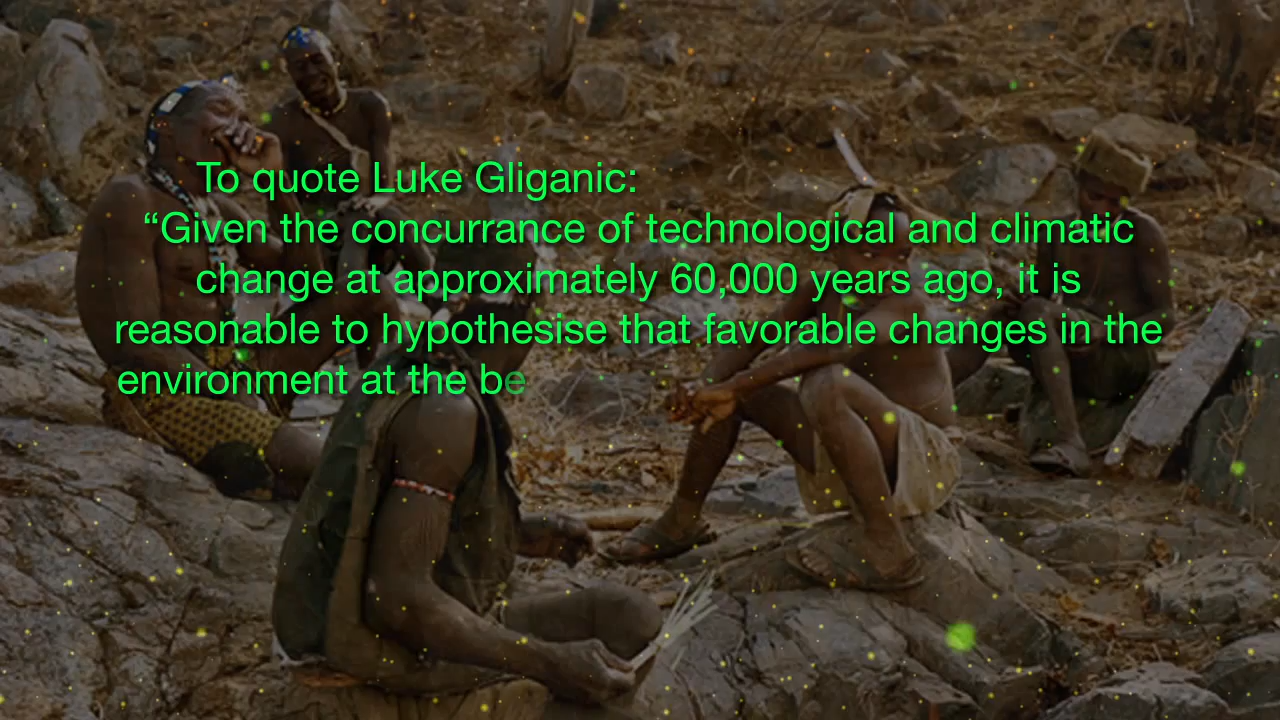 To quote Luke Gliganic:
“Given the concurrance of technological and climatic
change at approximately 60,000 years ago, it is
reasonable to hypothesise that favorable changes in the
environment at the be